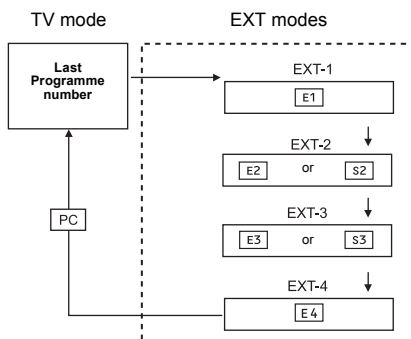 TV mode
EXT modes
Last
Programme
number
EXT-1
E1
EXT-2
E2 or S2
EXT-3
E3 or S3
PC
EXT-4
E4